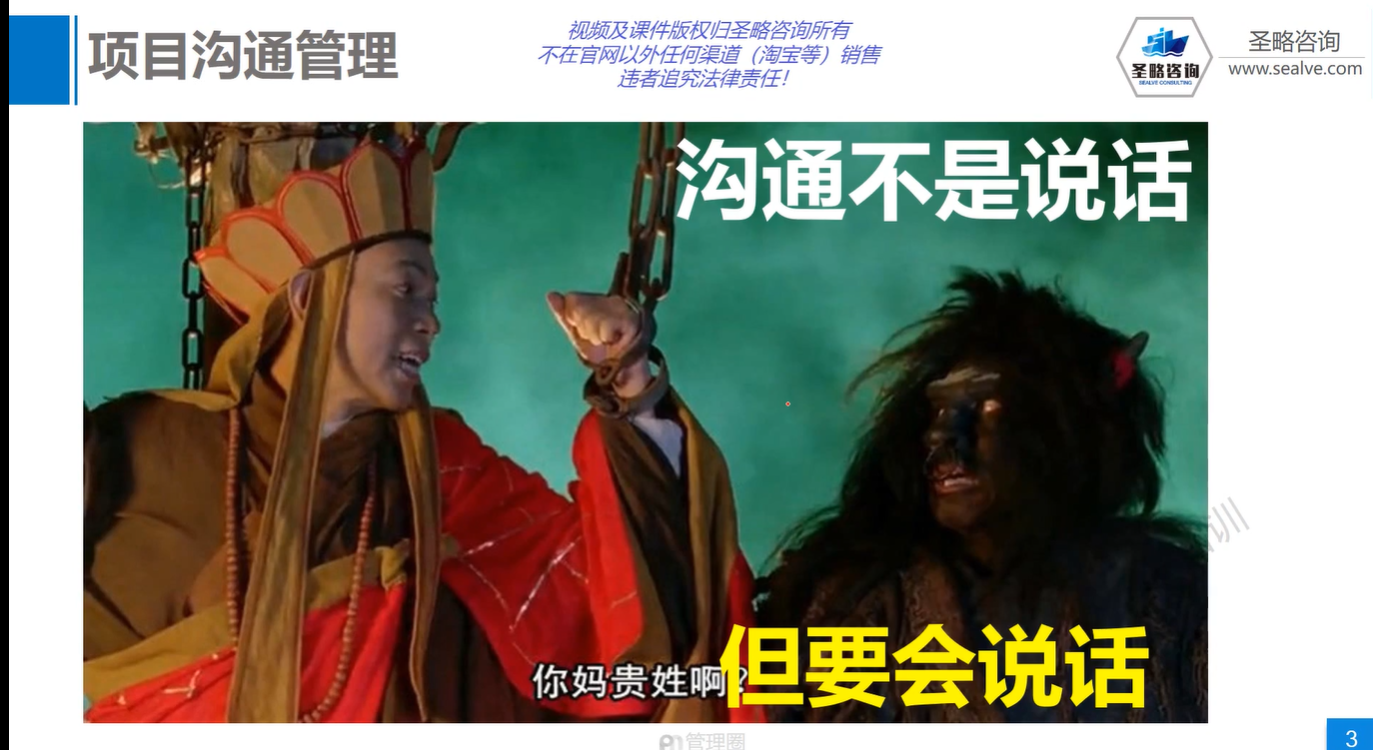 项目沟通管理
视频及课件版权归圣略咨询所有
不在官网以外任何渠道（淘宝等）销售
违者追究法律责任！
圣略咨询
SEALVE CONSULTING
圣略咨询
www.sealve.com
沟通不是说话
你妈贵姓啊？
但要会说话
训
管理圈
3